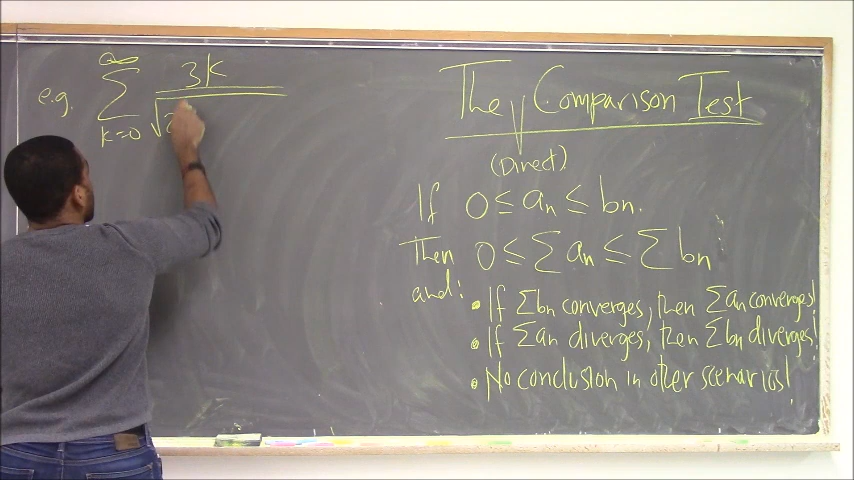 e.g. ∞ ∑ k=0 3k √2
The Comparison Test
(Direct)
If 0 ≤ an ≤ bn.
Then 0 ≤ ∑ an ≤ ∑ bn
and:
• If ∑bn converges, then ∑an converges!
• If ∑an diverges, then ∑bn diverges!
• No conclusion in other scenarios!